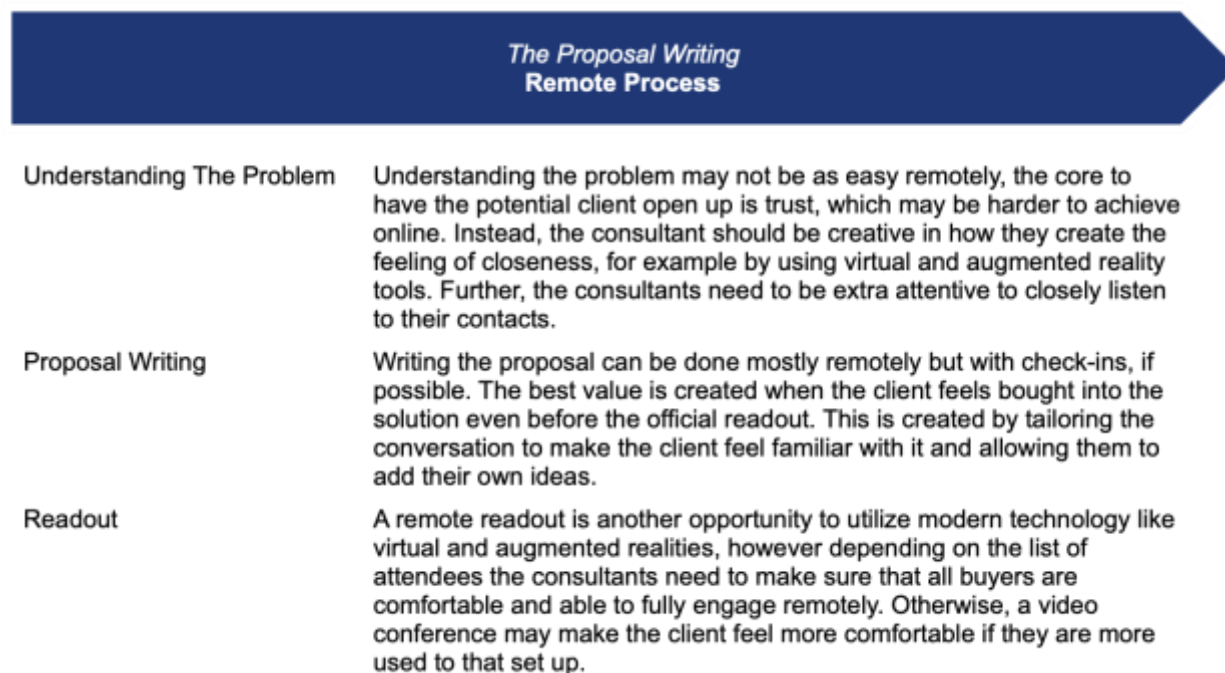 The Proposal Writing
Remote Process
Understanding The Problem
Understanding the problem may not be as easy remotely, the core to
have the potential client open up is trust, which may be harder to achieve
online. Instead, the consultant should be creative in how they create the
feeling of closeness, for example by using virtual and augmented reality
tools. Further, the consultants need to be extra attentive to closely listen
to their contacts.
Proposal Writing
Writing the proposal can be done mostly remotely but with check-ins, if
possible. The best value is created when the client feels bought into the
solution even before the official readout. This is created by tailoring the
conversation to make the client feel familiar with it and allowing them to
add their own ideas.
Readout
A remote readout is another opportunity to utilize modern technology like
virtual and augmented realities, however depending on the list of
attendees the consultants need to make sure that all buyers are
comfortable and able to fully engage remotely. Otherwise, a video
conference may make the client feel more comfortable if they are more
used to that set up.